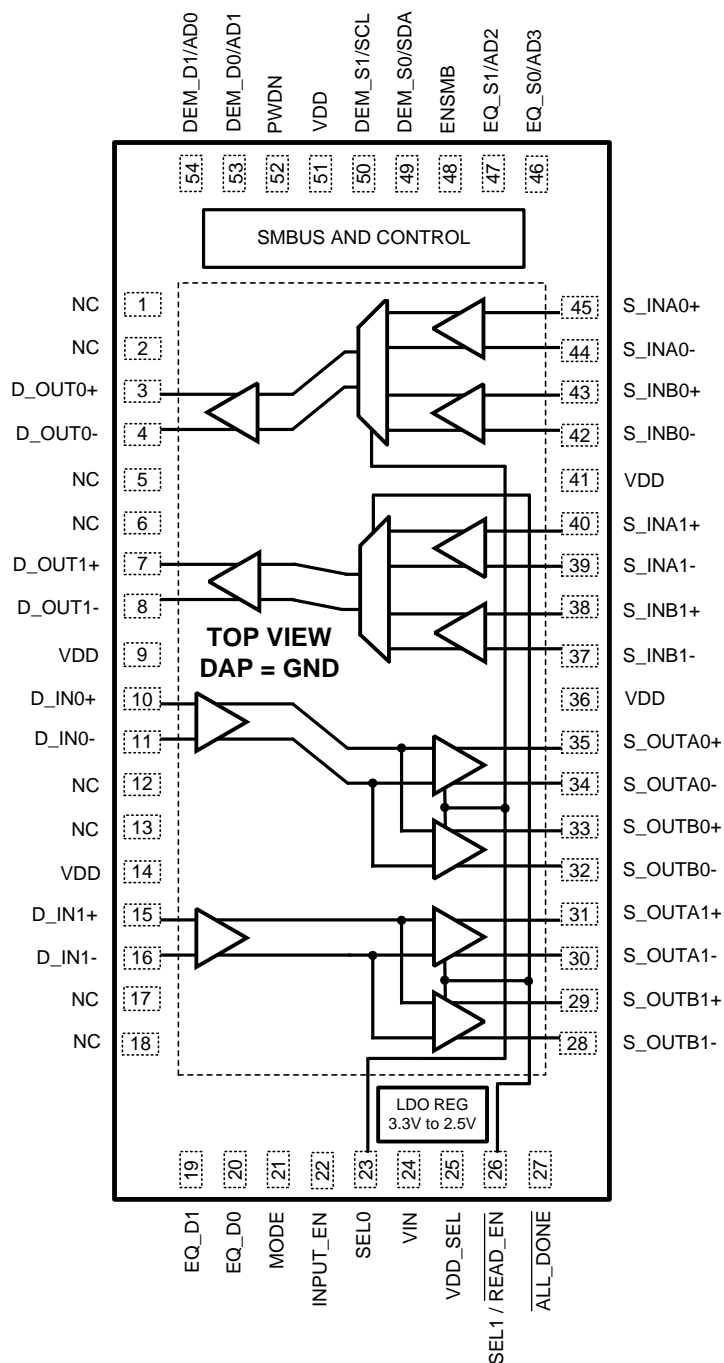 DEM_D1/AD0
DEM_D0/AD1
PWDN
VDD
DEM_S1/SCL
DEM_S0/SDA
ENSMB
EQ_S1/AD2
EQ_S0/AD3
54
53
52
51
50
49
48
47
46
SMBUS AND CONTROL
NC 1
45 S_INA0+
NC 2
44 S_INA0-
D_OUT0+ 3
43 S_INB0+
D_OUT0- 4
42 S_INB0-
NC 5
41 VDD
NC 6
40 S_INA1+
D_OUT1+ 7
39 S_INA1-
D_OUT1- 8
38 S_INB1+
TOP VIEW
DAP = GND
VDD 9
37 S_INB1-
D_IN0+ 10
36 VDD
D_IN0- 11
35 S_OUTA0+
NC 12
34 S_OUTA0-
NC 13
33 S_OUTB0+
VDD 14
32 S_OUTB0-
D_IN1+ 15
31 S_OUTA1+
D_IN1- 16
30 S_OUTA1-
NC 17
29 S_OUTB1+
NC 18
28 S_OUTB1-
LDO REG
3.3V to 2.5V
19
20
21
22
23
24
25
26
27
EQ_D1
EQ_D0
MODE
INPUT_EN
SEL0
VIN
VDD_SEL
SEL1 / READ_EN
ALL_DONE